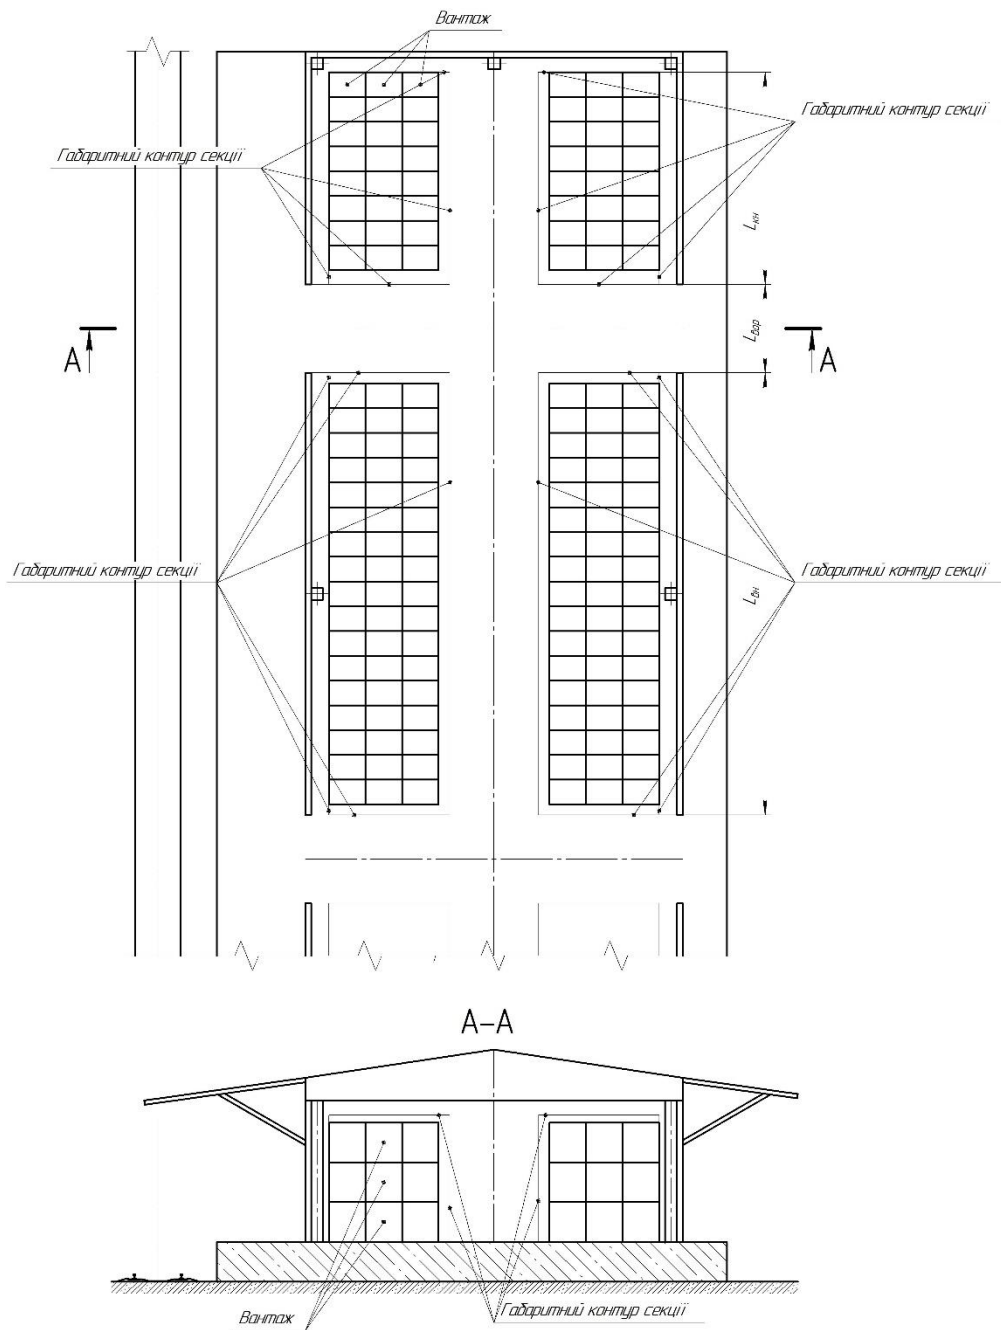 Вантаж
Габаритний контур секції
Габаритний контур секції
Lкн
Lвор
А
А
Габаритний контур секції
Габаритний контур секції
Lвн
А–А
Вантаж
Габаритний контур секції